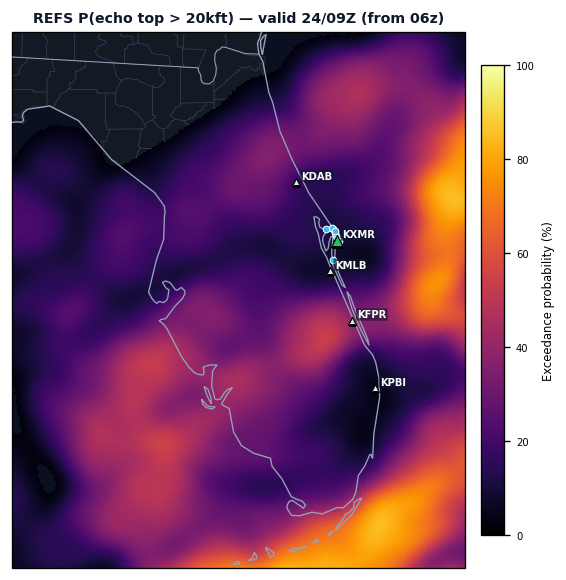 REFS P(echo top > 20kft) — valid 24/09Z (from 06z)
KDAB
KXMR
KMLB
KFPR
KPBI
100
80
60
40
20
0
Exceedance probability (%)